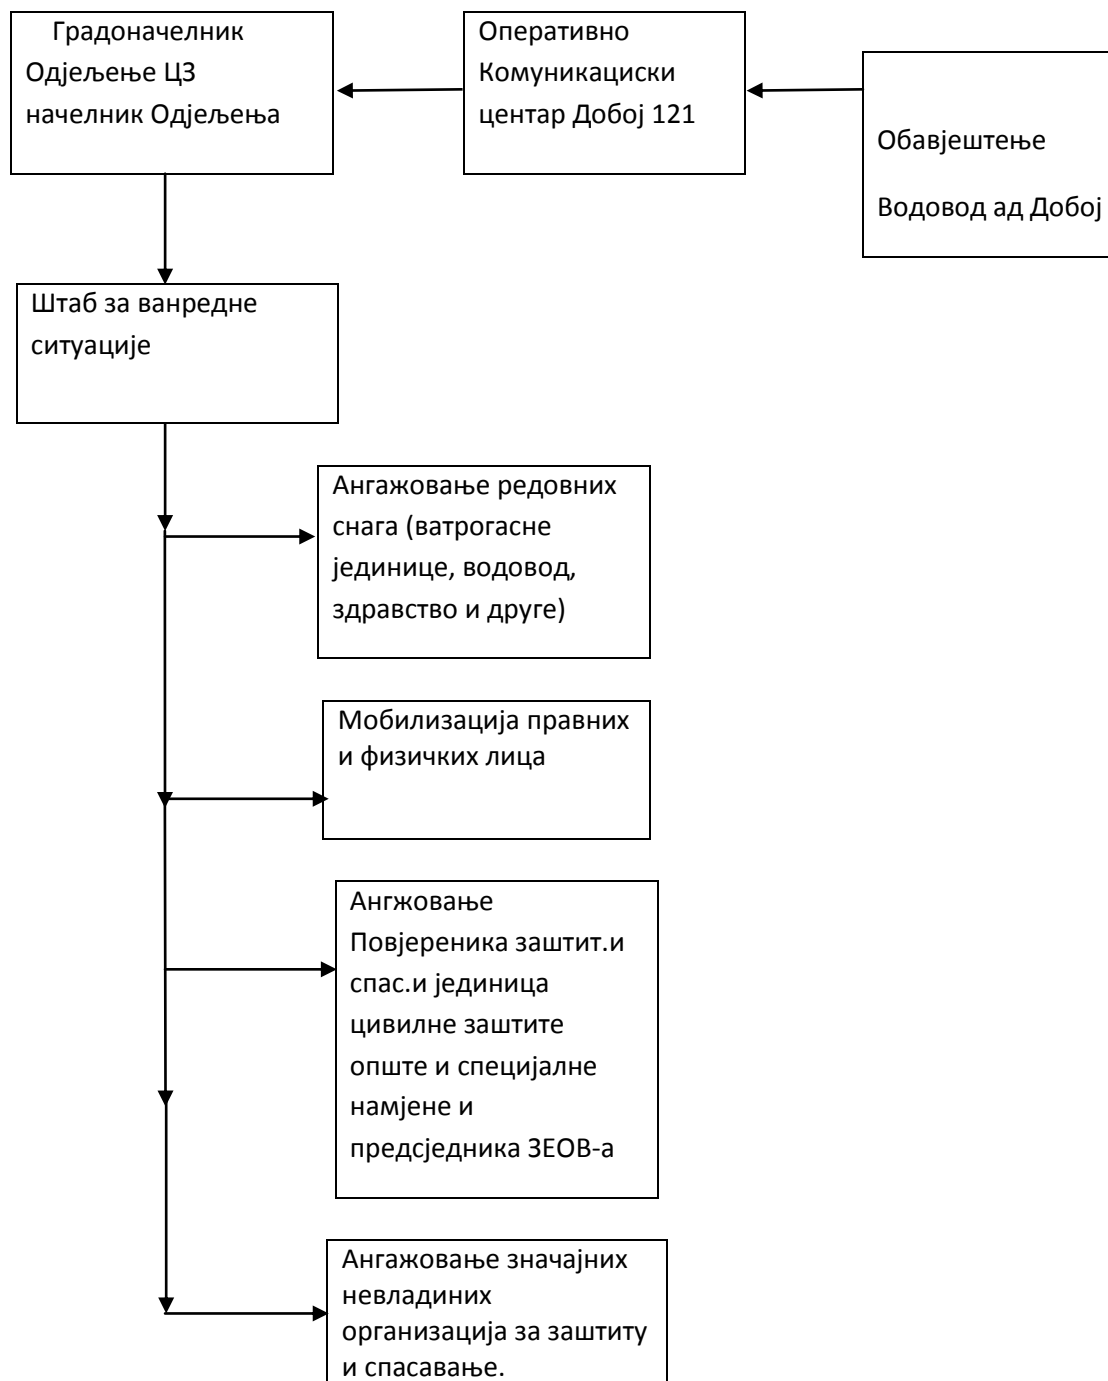 Градоначелник
Одјељење ЦЗ
начелник Одјељења
Оперативно
Комуникациски
центар Добој 121
Обавјештење
Водовод ад Добој
Штаб за ванредне
ситуације
Ангажовање редовних
снага (ватрогасне
јединице, водовод,
здравство и друге)
Мобилизација правних
и физичких лица
Ангжовање
Повјереника заштит.и
спас.и јединица
цивилне заштите
опште и специјалне
намјене и
предсједника ЗЕОВ-а
Ангажовање значајних
невладиних
организација за заштиту
и спасавање.